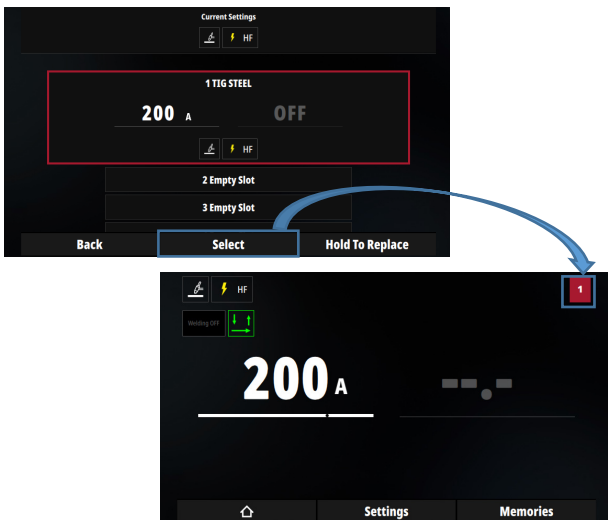 Current Settings
HF
1 TIG STEEL
200 A OFF
HF
2 Empty Slot
3 Empty Slot
Back Select Hold To Replace
HF 1
Welding OFF
200 A --.-
Settings Memories